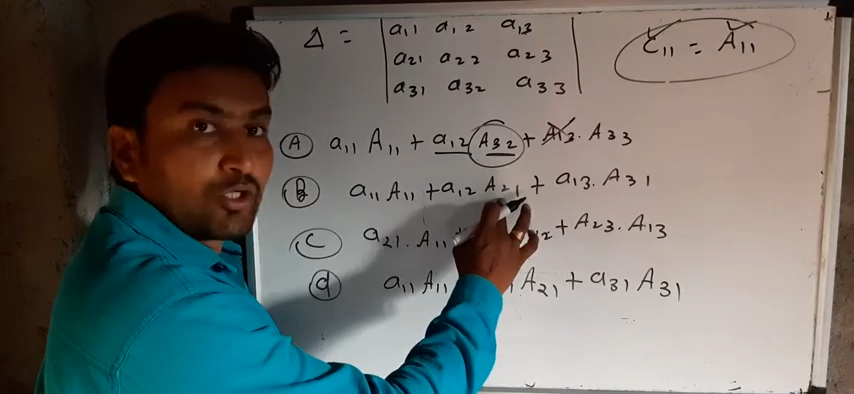 Δ = | a11 a12 a13 |
| a21 a22 a23 |
| a31 a32 a33 |
C11 = A11
(A) a11 A11 + a12 A32 + A13. A33
(B) a11 A11 + a12 A21 + a13. A31
(C) a21. A11 + A23. A13
(d) a11 A11 A21 + a31 A31